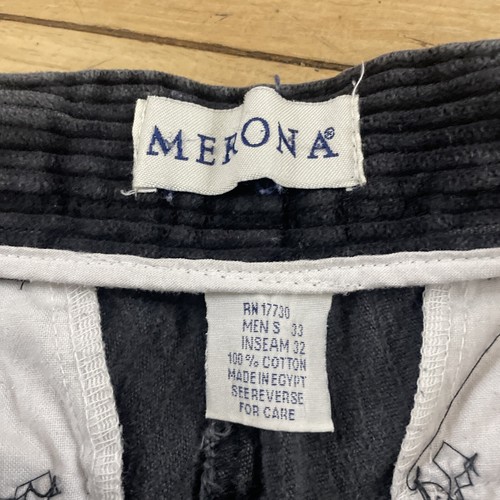 MERONA®
RN 17730
MEN S 33
INSEAM 32
100% COTTON
MADE IN EGYPT
SEE REVERSE
FOR CARE